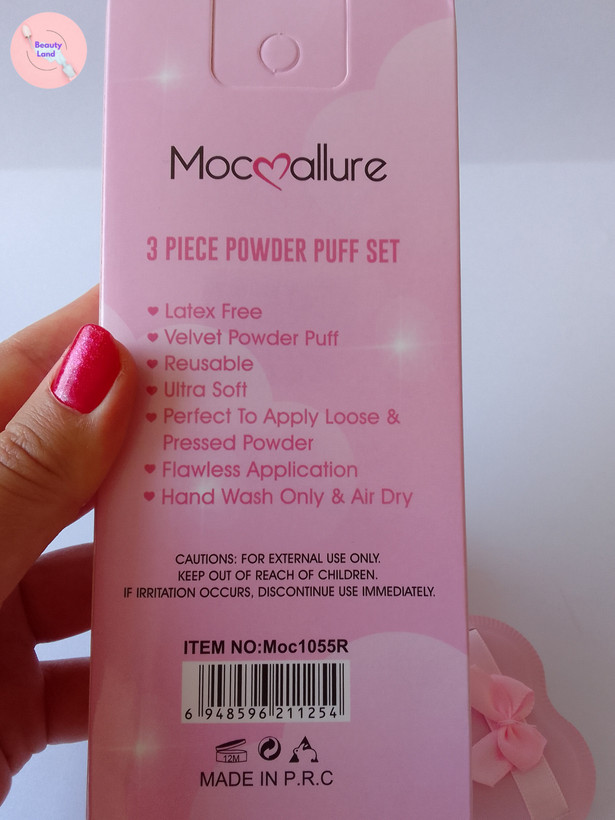 Beauty
Land
Mocallure
3 PIECE POWDER PUFF SET
Latex Free
Velvet Powder Puff
Reusable
Ultra Soft
Perfect To Apply Loose &
Pressed Powder
Flawless Application
Hand Wash Only & Air Dry
CAUTIONS: FOR EXTERNAL USE ONLY.
KEEP OUT OF REACH OF CHILDREN.
IF IRRITATION OCCURS, DISCONTINUE USE IMMEDIATELY.
ITEM NO:Moc1055R
6 948596 211254
12M
MADE IN P.R.C